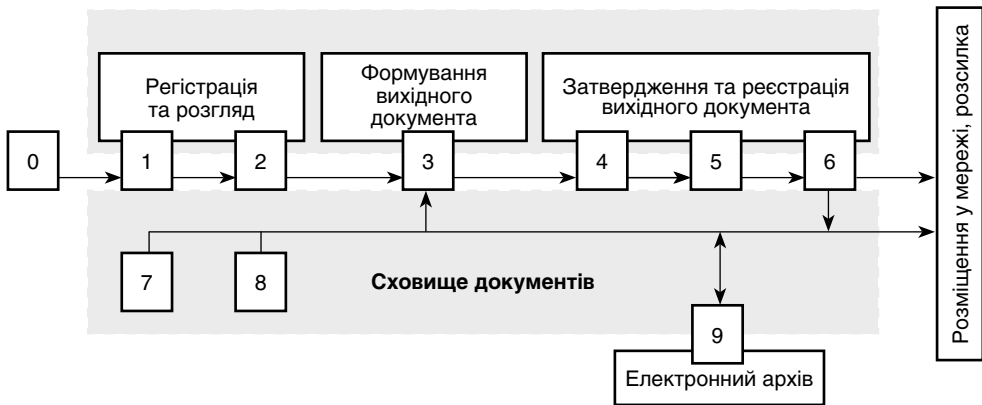 Регістрація
та розгляд
Формування
вихідного
документа
Затвердження та реєстрація
вихідного документа
0
1
2
3
4
5
6
7
8
Сховище документів
9
Електронний архів
Розміщення у мережі, розсилка